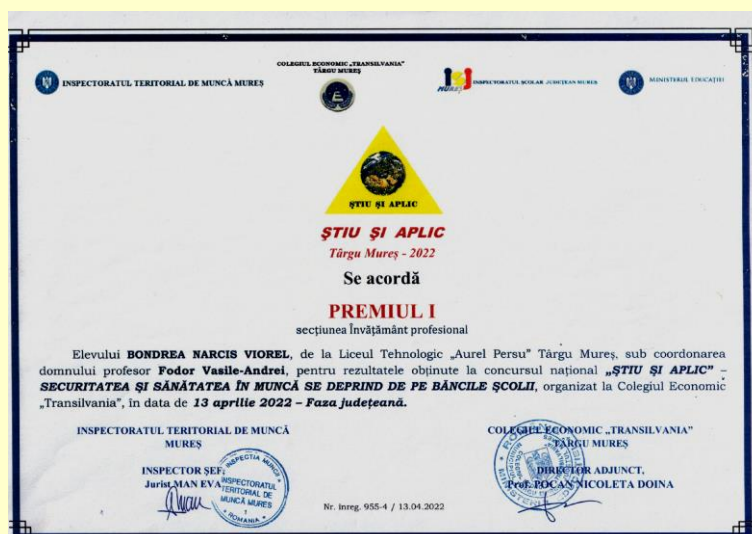 INSPECTORATUL TERITORIAL DE MUNCĂ MUREȘ
COLEGIUL ECONOMIC „TRANSILVANIA”
TÂRGU MUREȘ
E
IȘJ
MUREȘ
INSPECTORATUL ȘCOLAR JUDEȚEAN MUREȘ
MINISTERUL EDUCAȚIEI
ȘTIU ȘI APLIC
ȘTIU ȘI APLIC
Târgu Mureș - 2022
Se acordă
PREMIUL I
secțiunea Învățământ profesional
Elevului BONDREA NARCIS VIOREL, de la Liceul Tehnologic „Aurel Persu” Târgu Mureș, sub coordonarea
domnului profesor Fodor Vasile-Andrei, pentru rezultatele obținute la concursul național „ȘTIU ȘI APLIC” –
SECURITATEA ȘI SĂNĂTATEA ÎN MUNCĂ SE DEPRIND DE PE BĂNCILE ȘCOLII, organizat la Colegiul Economic
„Transilvania”, în data de 13 aprilie 2022 – Faza județeană.
INSPECTORATUL TERITORIAL DE MUNCĂ
MUREȘ
INSPECTOR ȘEF,
Jurist MAN EVA
INSPECTORATUL
TERITORIAL DE
MUNCĂ MUREȘ
1
ROMANIA
COLEGIUL ECONOMIC „TRANSILVANIA”
TÂRGU MUREȘ
DIRECTOR ADJUNCT,
Prof. POCAN NICOLETA DOINA
Nr. inreg. 955-4 / 13.04.2022